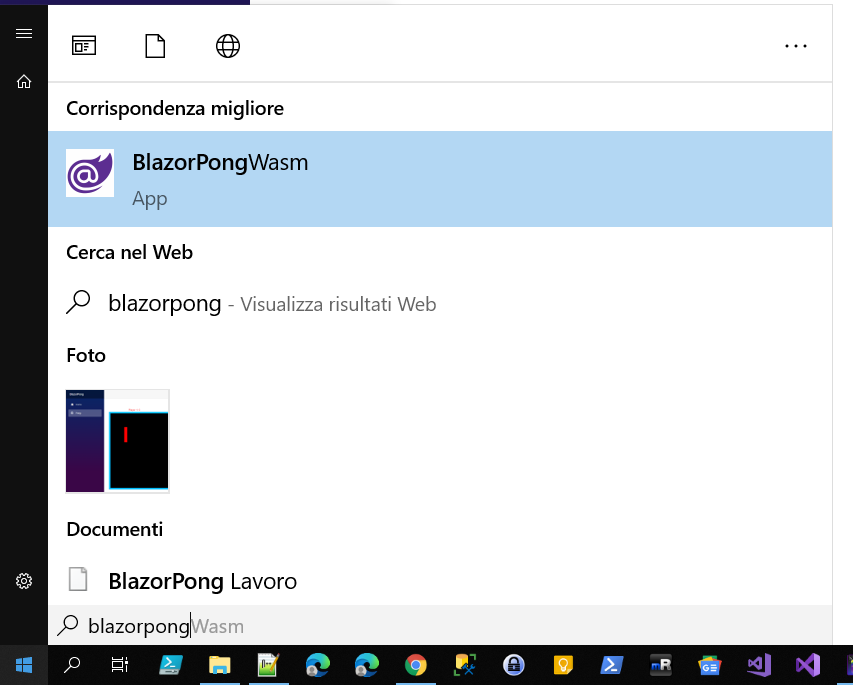 Corrispondenza migliore
BlazorPongWasm
App
Cerca nel Web
blazorpong - Visualizza risultati Web
Foto
Documenti
BlazorPong Lavoro
blazorpongWasm